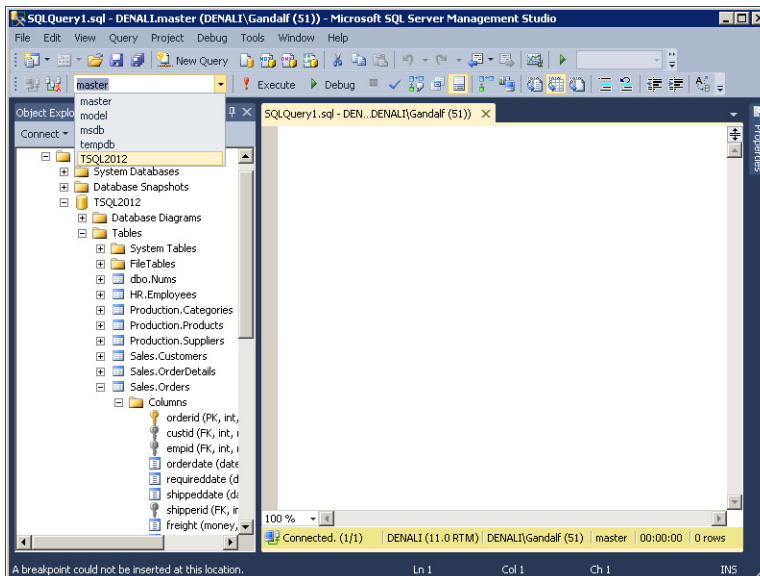 SQLQuery1.sql - DENALI.master (DENALI\Gandalf (51)) - Microsoft SQL Server Management Studio
File Edit View Query Project Debug Tools Window Help
New Query
master Execute Debug
master
model
msdb
tempdb
TSQL2012
Object Explo
Connect
SQLQuery1.sql - DEN...DENALI\Gandalf (51))
Properties
System Databases
Database Snapshots
TSQL2012
Database Diagrams
Tables
System Tables
FileTables
dbo.Nums
HR.Employees
Production.Categories
Production.Products
Production.Suppliers
Sales.Customers
Sales.OrderDetails
Sales.Orders
Columns
orderid (PK, int,
custid (FK, int,
empid (FK, int,
orderdate (date
requireddate (d
shippeddate (da
shipperid (FK, in
freight (money,
100 %
Connected. (1/1) DENALI (11.0 RTM) DENALI\Gandalf (51) master 00:00:00 0 rows
A breakpoint could not be inserted at this location. Ln 1 Col 1 Ch 1 INS